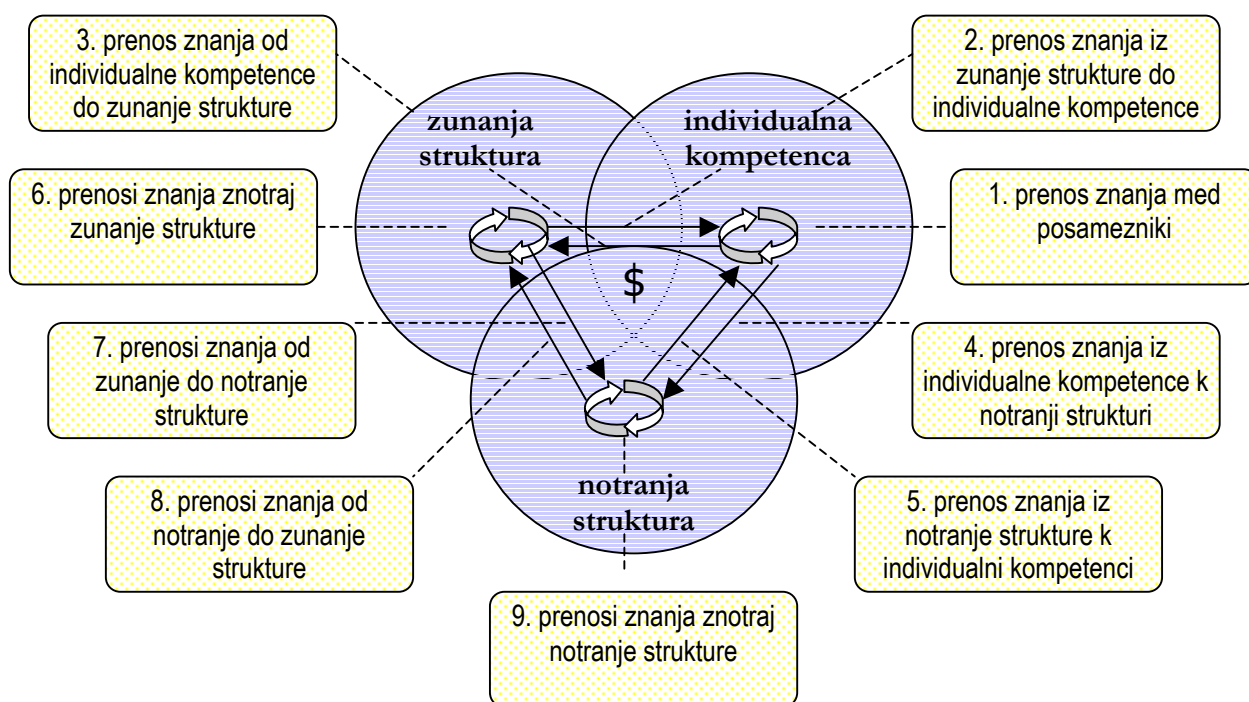 3. prenos znanja od
individualne kompetence
do zunanje strukture
2. prenos znanja iz
zunanje strukture do
individualne kompetence
zunanja
struktura
individualna
kompetenca
6. prenosi znanja znotraj
zunanje strukture
1. prenos znanja med
posamezniki
$
7. prenosi znanja od
zunanje do notranje
strukture
4. prenos znanja iz
individualne kompetence k
notranji strukturi
8. prenosi znanja od
notranje do zunanje
strukture
notranja
struktura
5. prenos znanja iz
notranje strukture k
individualni kompetenci
9. prenosi znanja znotraj
notranje strukture